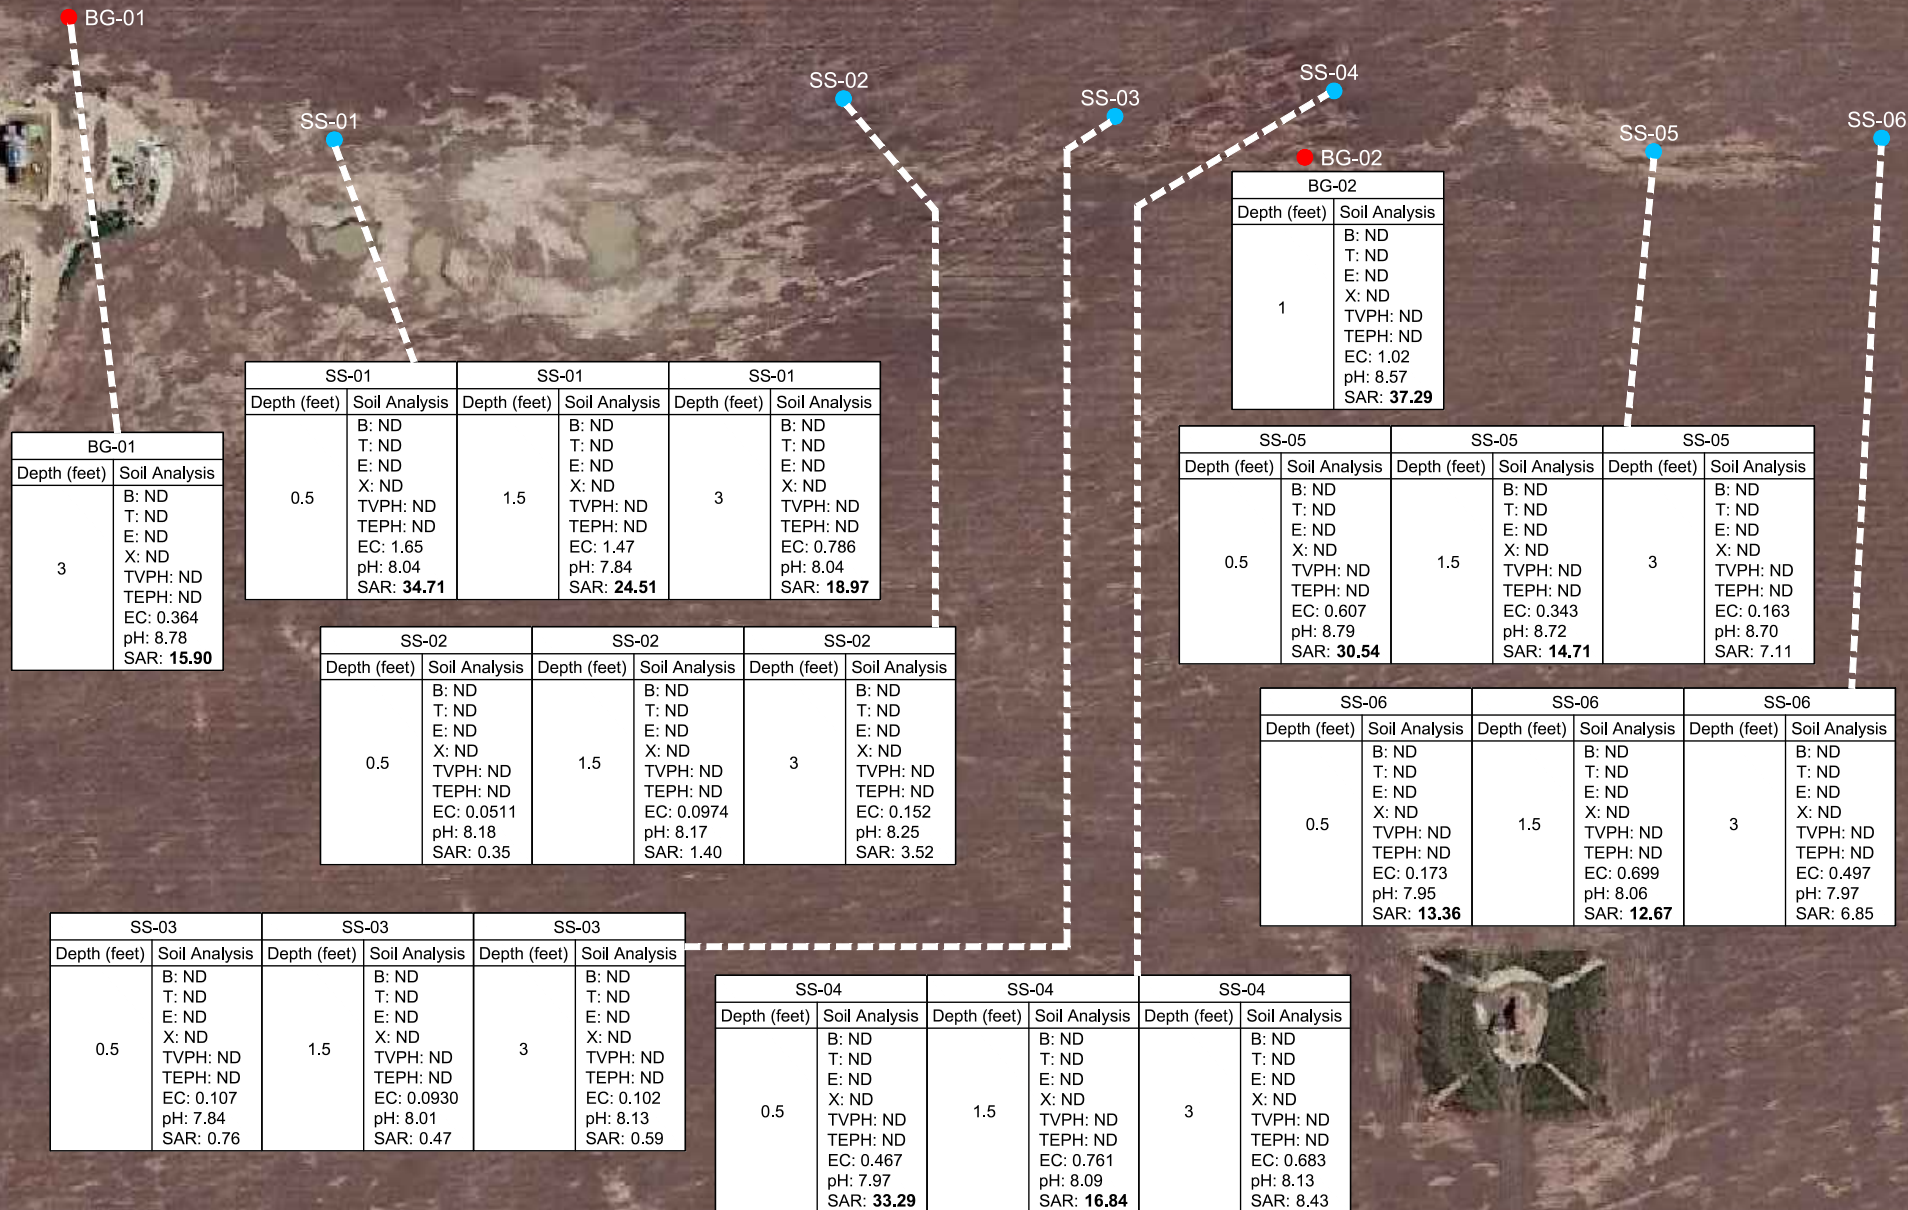 BG-01
SS-01
SS-02
SS-03
SS-04
BG-02
SS-05
SS-06
BG-02
Depth (feet) Soil Analysis
1
B: ND
T: ND
E: ND
X: ND
TVPH: ND
TEPH: ND
EC: 1.02
pH: 8.57
SAR: 37.29
BG-01
Depth (feet) Soil Analysis
3
B: ND
T: ND
E: ND
X: ND
TVPH: ND
TEPH: ND
EC: 0.364
pH: 8.78
SAR: 15.90
SS-01 SS-01 SS-01
Depth (feet) Soil Analysis Depth (feet) Soil Analysis Depth (feet) Soil Analysis
0.5 1.5 3
B: ND B: ND B: ND
T: ND T: ND T: ND
E: ND E: ND E: ND
X: ND X: ND X: ND
TVPH: ND TVPH: ND TVPH: ND
TEPH: ND TEPH: ND TEPH: ND
EC: 1.65 EC: 1.47 EC: 0.786
pH: 8.04 pH: 7.84 pH: 8.04
SAR: 34.71 SAR: 24.51 SAR: 18.97
SS-02 SS-02 SS-02
Depth (feet) Soil Analysis Depth (feet) Soil Analysis Depth (feet) Soil Analysis
0.5 1.5 3
B: ND B: ND B: ND
T: ND T: ND T: ND
E: ND E: ND E: ND
X: ND X: ND X: ND
TVPH: ND TVPH: ND TVPH: ND
TEPH: ND TEPH: ND TEPH: ND
EC: 0.0511 EC: 0.0974 EC: 0.152
pH: 8.18 pH: 8.17 pH: 8.25
SAR: 0.35 SAR: 1.40 SAR: 3.52
SS-05 SS-05 SS-05
Depth (feet) Soil Analysis Depth (feet) Soil Analysis Depth (feet) Soil Analysis
0.5 1.5 3
B: ND B: ND B: ND
T: ND T: ND T: ND
E: ND E: ND E: ND
X: ND X: ND X: ND
TVPH: ND TVPH: ND TVPH: ND
TEPH: ND TEPH: ND TEPH: ND
EC: 0.607 EC: 0.343 EC: 0.163
pH: 8.79 pH: 8.72 pH: 8.70
SAR: 30.54 SAR: 14.71 SAR: 7.11
SS-06 SS-06 SS-06
Depth (feet) Soil Analysis Depth (feet) Soil Analysis Depth (feet) Soil Analysis
0.5 1.5 3
B: ND B: ND B: ND
T: ND T: ND T: ND
E: ND E: ND E: ND
X: ND X: ND X: ND
TVPH: ND TVPH: ND TVPH: ND
TEPH: ND TEPH: ND TEPH: ND
EC: 0.173 EC: 0.699 EC: 0.497
pH: 7.95 pH: 8.06 pH: 7.97
SAR: 13.36 SAR: 12.67 SAR: 6.85
SS-03 SS-03 SS-03
Depth (feet) Soil Analysis Depth (feet) Soil Analysis Depth (feet) Soil Analysis
0.5 1.5 3
B: ND B: ND B: ND
T: ND T: ND T: ND
E: ND E: ND E: ND
X: ND X: ND X: ND
TVPH: ND TVPH: ND TVPH: ND
TEPH: ND TEPH: ND TEPH: ND
EC: 0.107 EC: 0.0930 EC: 0.102
pH: 7.84 pH: 8.01 pH: 8.13
SAR: 0.76 SAR: 0.47 SAR: 0.59
SS-04 SS-04 SS-04
Depth (feet) Soil Analysis Depth (feet) Soil Analysis Depth (feet) Soil Analysis
0.5 1.5 3
B: ND B: ND B: ND
T: ND T: ND T: ND
E: ND E: ND E: ND
X: ND X: ND X: ND
TVPH: ND TVPH: ND TVPH: ND
TEPH: ND TEPH: ND TEPH: ND
EC: 0.467 EC: 0.761 EC: 0.683
pH: 7.97 pH: 8.09 pH: 8.13
SAR: 33.29 SAR: 16.84 SAR: 8.43